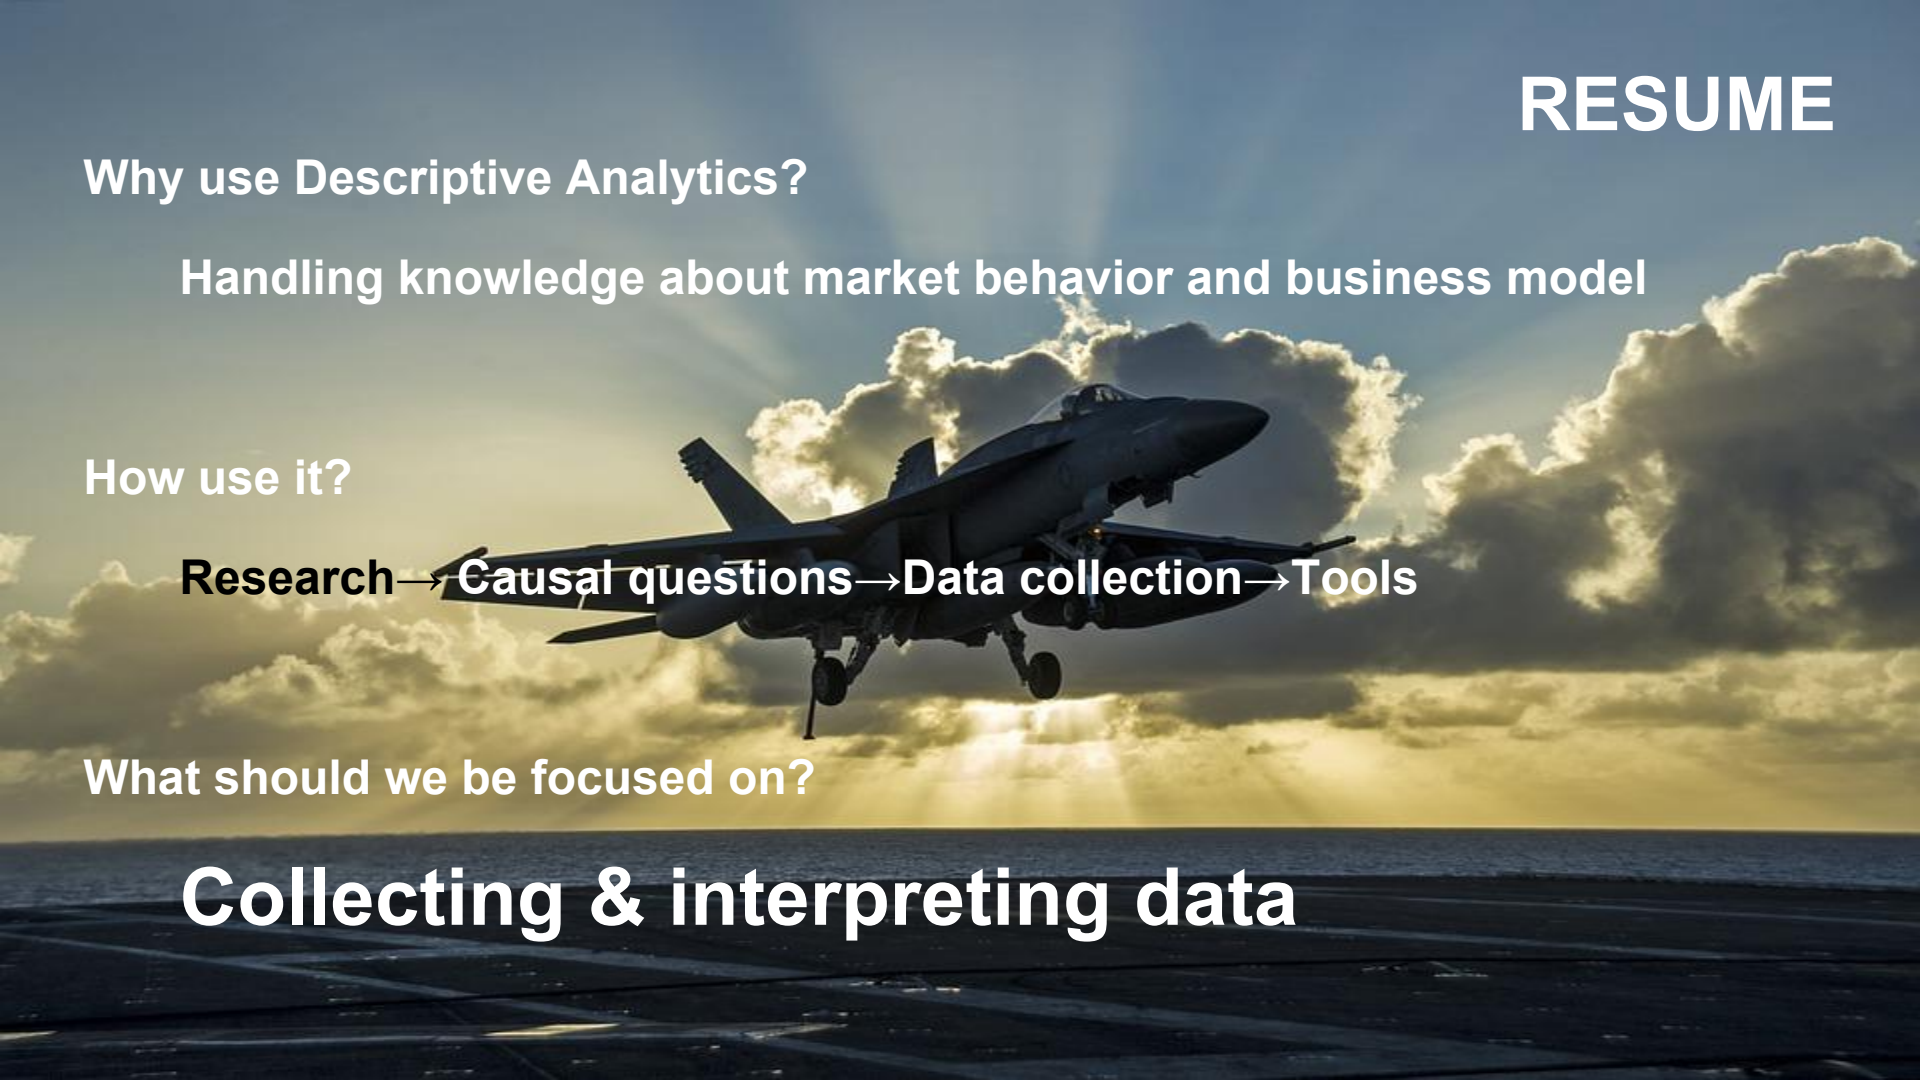 RESUME
Why use Descriptive Analytics?
Handling knowledge about market behavior and business model
How use it?
Research→ Causal questions→Data collection→Tools
What should we be focused on?
Collecting & interpreting data